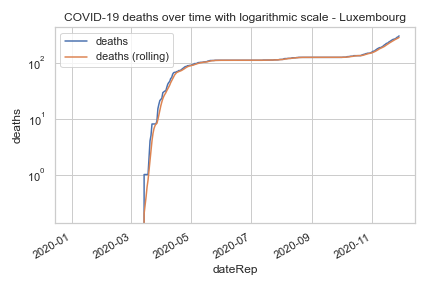 COVID-19 deaths over time with logarithmic scale - Luxembourg
deaths
deaths (rolling)
10²
10¹
10⁰
deaths
2020-01
2020-03
2020-05
2020-07
2020-09
2020-11
dateRep